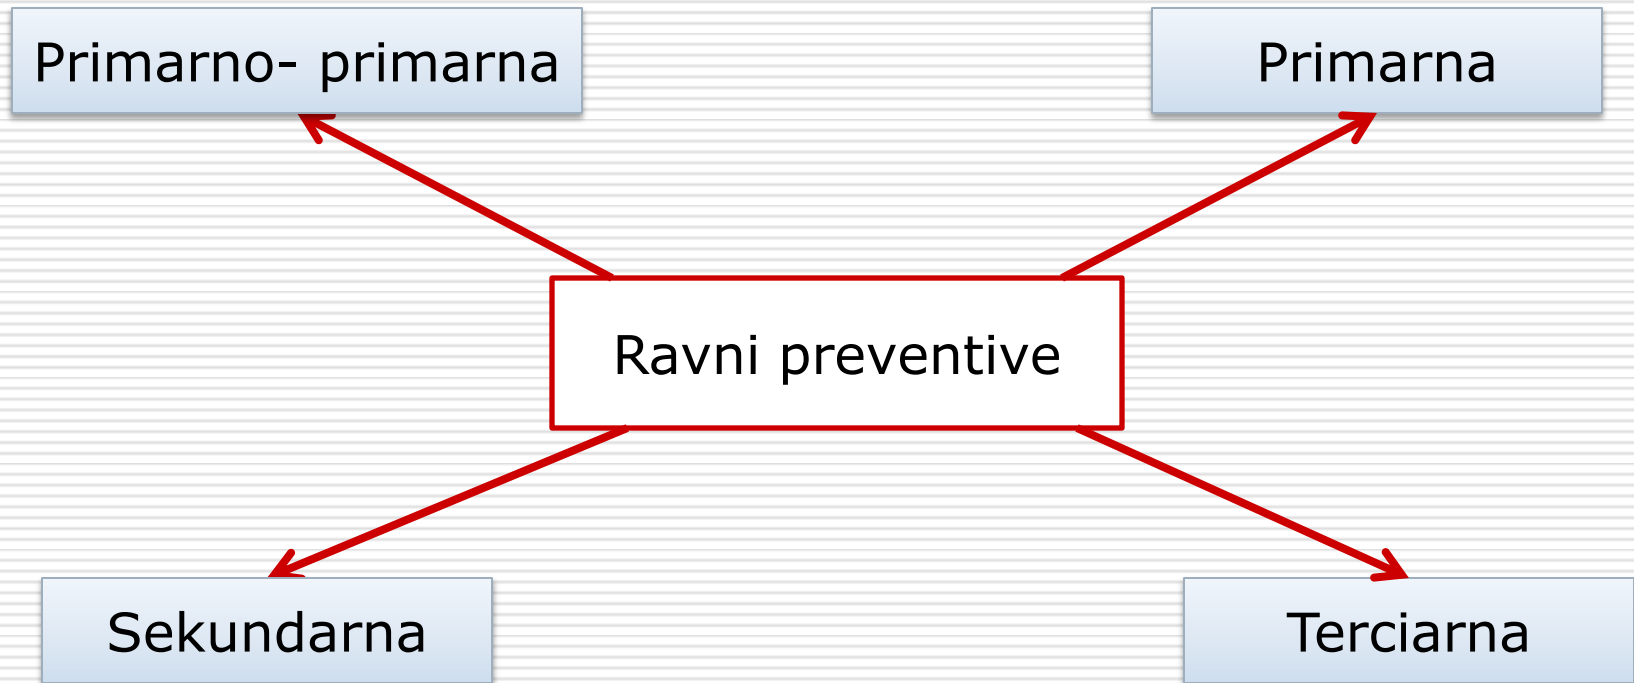 Primarno- primarna
Primarna
Ravni preventive
Sekundarna
Terciarna